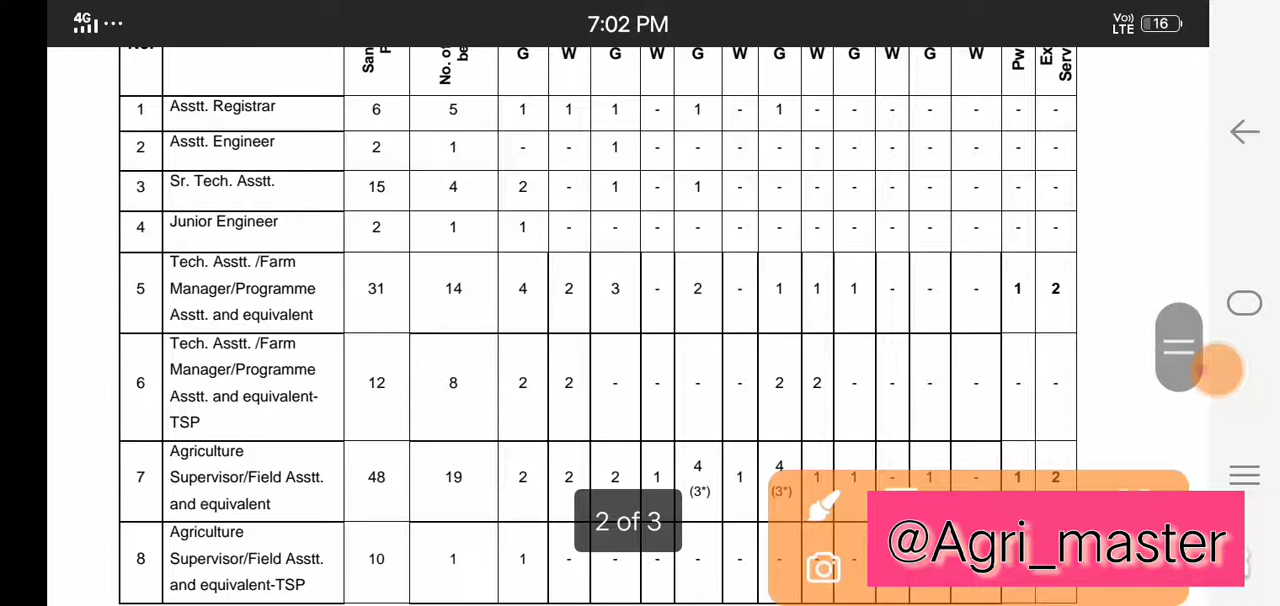 4G ... 7:02 PM Vo) LTE 16
G W G W G W G W G W G W
1 Asstt. Registrar 6 5 1 1 1 - 1 - 1 - - - - - - -
2 Asstt. Engineer 2 1 - - 1 - - - - - - - - - - -
3 Sr. Tech. Asstt. 15 4 2 - 1 - 1 - - - - - - - - -
4 Junior Engineer 2 1 1 - - - - - - - - - - - - -
Tech. Asstt. /Farm
5 Manager/Programme 31 14 4 2 3 - 2 - 1 1 1 - - - 1 2
Asstt. and equivalent
Tech. Asstt. /Farm
Manager/Programme
6 12 8 2 2 - - - - 2 2 - - - - - -
Asstt. and equivalent-
TSP
Agriculture
7 Supervisor/Field Asstt. 48 19 2 2 2 1 4 1 4 1 1 - 1 - 1 2
(3*) (3*)
and equivalent
2 of 3
Agriculture
8 Supervisor/Field Asstt. 10 1 1 - - - - - - -
and equivalent-TSP
@Agri_master